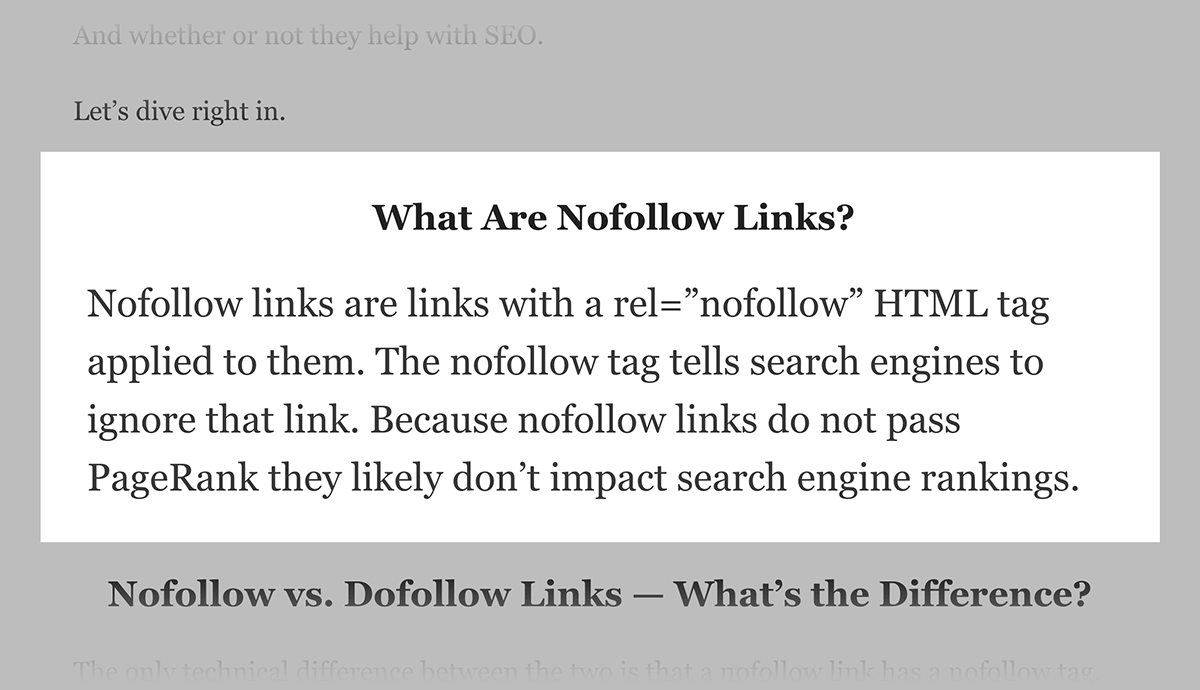 And whether or not they help with SEO.
Let’s dive right in.
What Are Nofollow Links?
Nofollow links are links with a rel=”nofollow” HTML tag
applied to them. The nofollow tag tells search engines to
ignore that link. Because nofollow links do not pass
PageRank they likely don’t impact search engine rankings.
Nofollow vs. Dofollow Links — What’s the Difference?
The only technical difference between the two is that a nofollow link has a nofollow tag.